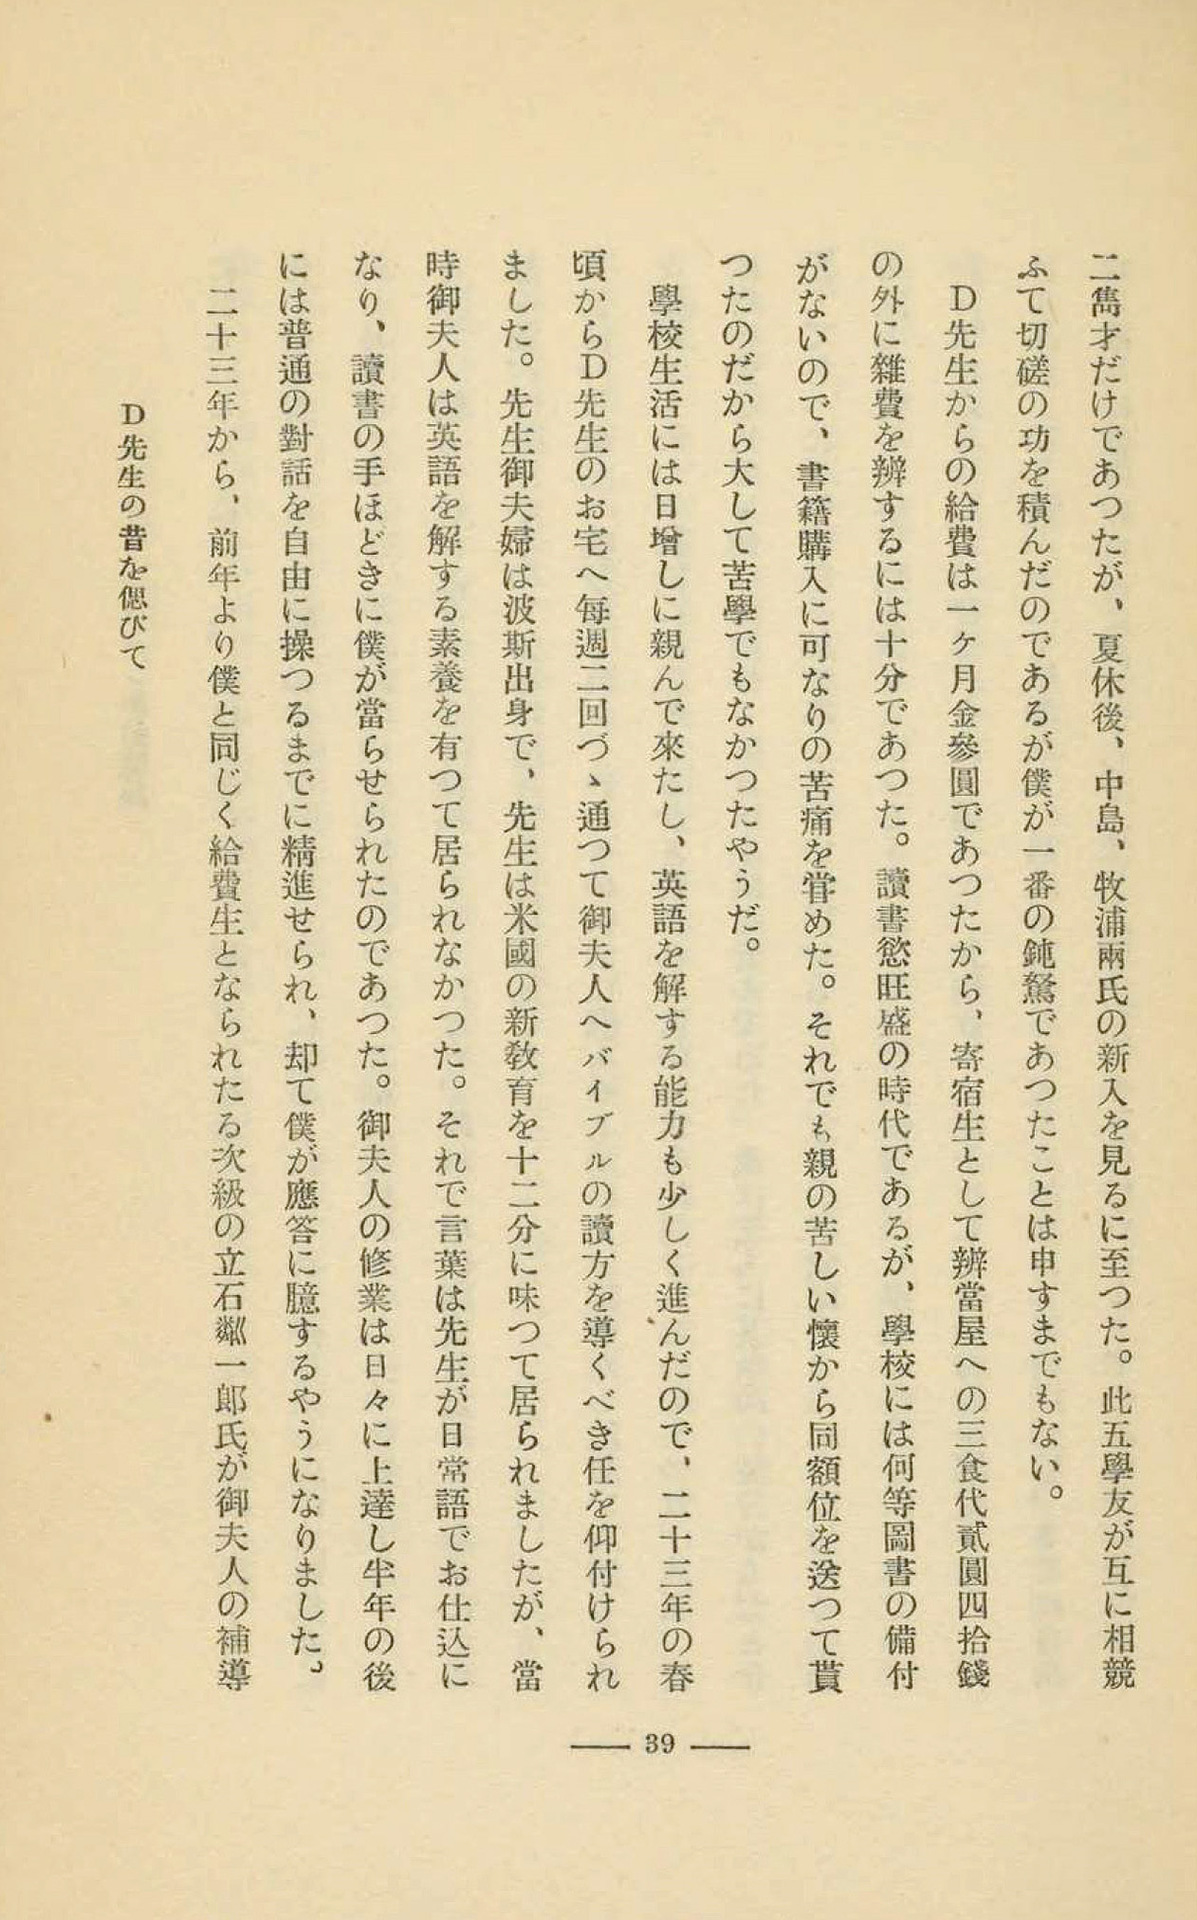 二雋才だけであつたが、夏休後、中島、牧浦兩氏の新入を見るに至つた。此五學友が互に相競
ふて切磋の功を積んだのであるが僕が一番の鈍駑であつたことは申すまでもない。
D先生からの給費は一ヶ月金參圓であつたから、寄宿生として辨當屋への三食代貳圓四拾錢
の外に雜費を辨するには十分であつた。讀書慾旺盛の時代であるが、學校には何等圖書の備付
がないので、書籍購入に可なりの苦痛を甞めた。それでも親の苦しい懷から同額位を送つて貰
つたのだから大して苦學でもなかつたやうだ。
學校生活には日增しに親んで來たし、英語を解する能力も少しく進んだので、二十三年の春
頃からD先生のお宅へ每週二回づゝ通つて御夫人へバイブルの讀方を導くべき任を仰付けられ
ました。先生御夫婦は波斯出身で、先生は米國の新敎育を十二分に味つて居られましたが、當
時御夫人は英語を解する素養を有つて居られなかつた。それで言葉は先生が日常語でお仕込に
なり、讀書の手ほどきに僕が當らせられたのであつた。御夫人の修業は日々に上達し半年の後
には普通の對話を自由に操つるまでに精進せられ、却て僕が應答に臆するやうになりました。
二十三年から、前年より僕と同じく給費生となられたる次級の立石粼一郎氏が御夫人の補導
D先生の昔を偲びて
39